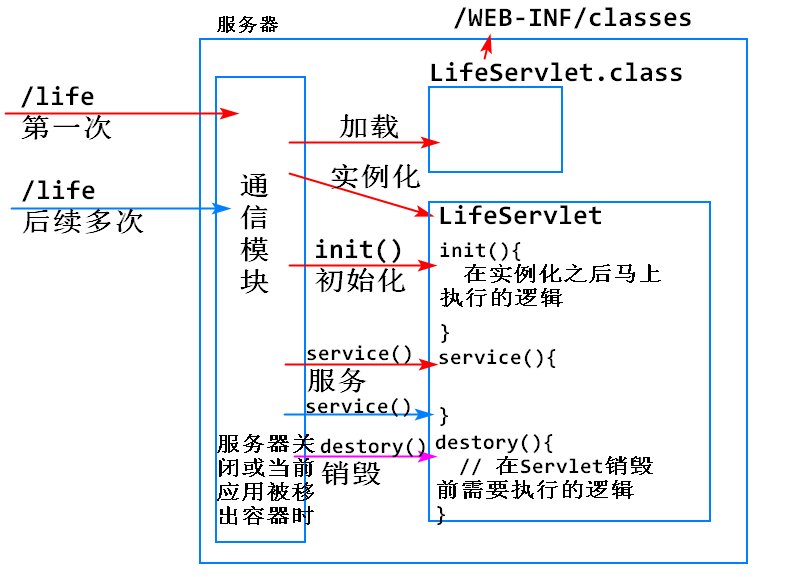 服务器
/WEB-INF/classes
LifeServlet.class
/life
第一次
加载
/life
后续多次
通信模块
实例化
LifeServlet
init()
初始化
init(){
在实例化之后马上
执行的逻辑
}
service()
服务
service(){
service()
}
服务器关
闭或当前
应用被移
出容器时
destory()
销毁
destory(){
// 在Servlet销毁
前需要执行的逻辑
}